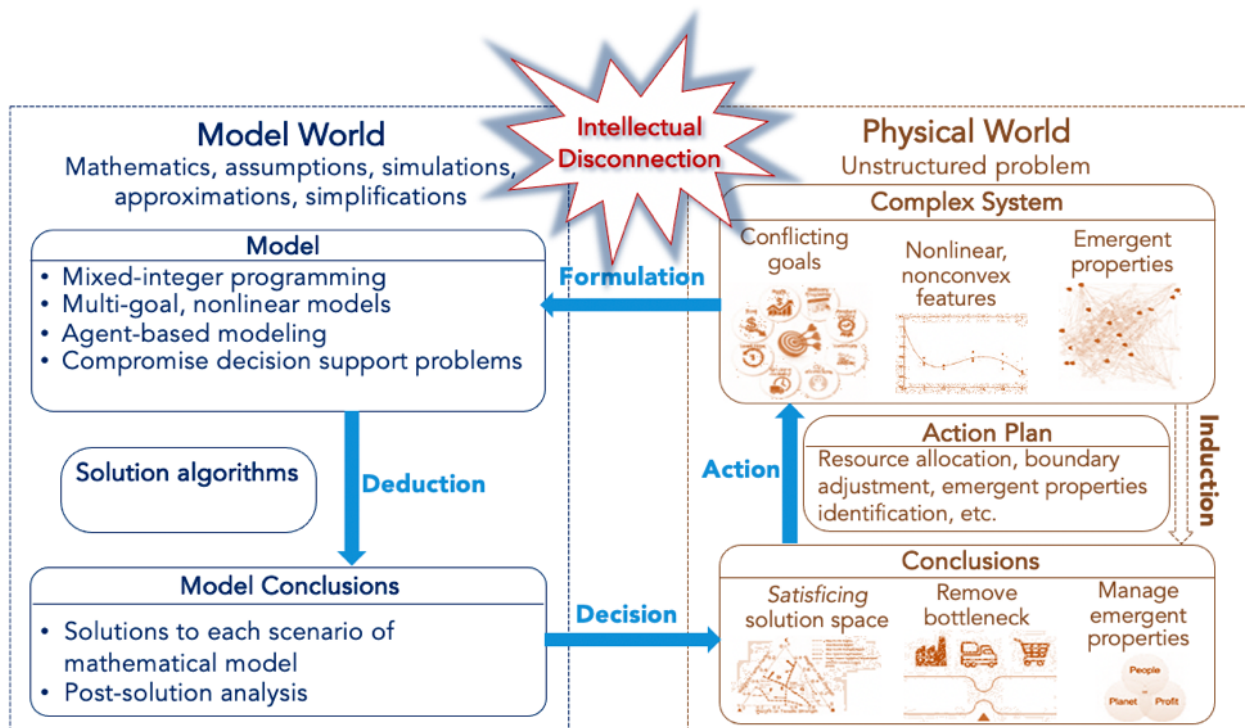 Intellectual
Disconnection
Model World
Mathematics, assumptions, simulations,
approximations, simplifications
Model
• Mixed-integer programming
• Multi-goal, nonlinear models
• Agent-based modeling
• Compromise decision support problems
Solution algorithms
Deduction
Model Conclusions
• Solutions to each scenario of
mathematical model
• Post-solution analysis
Formulation
Decision
Physical World
Unstructured problem
Complex System
Conflicting
goals
Nonlinear,
nonconvex
features
Emergent
properties
Action
Action Plan
Resource allocation, boundary
adjustment, emergent properties
identification, etc.
Induction
Conclusions
Satisficing
solution space
Remove
bottleneck
Manage
emergent
properties
People
Planet
Profit